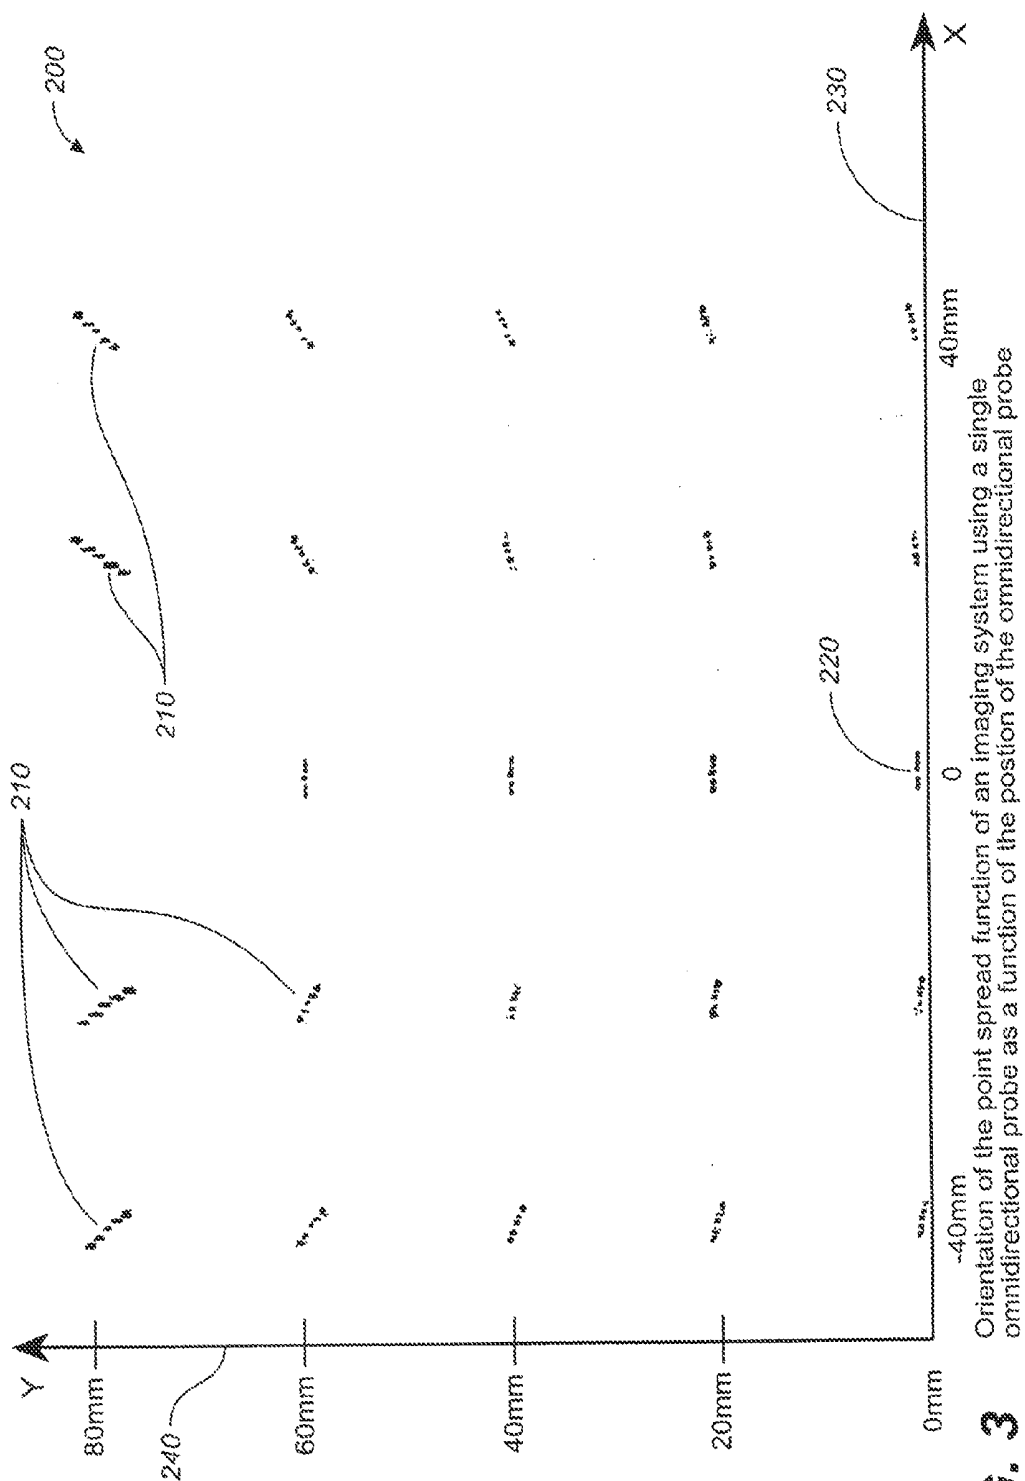 200
Y
80mm
210
210
240
60mm
40mm
20mm
220
230
0mm
-40mm
0
40mm
X
3
Orientation of the point spread function of an imaging system using a single
omnidirectional probe as a function of the postion of the omnidirectional probe